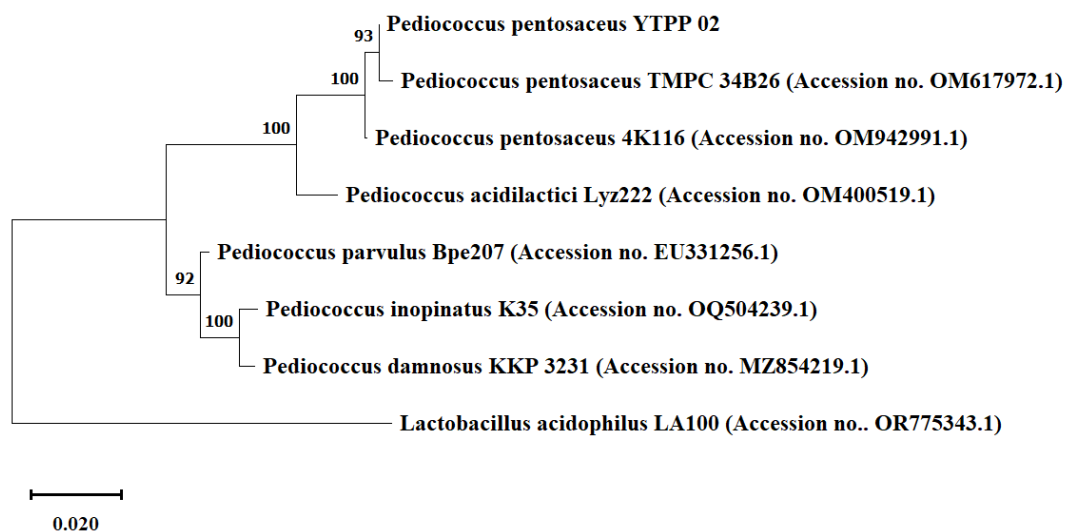 93
Pediococcus pentosaceus YTPP 02
100
Pediococcus pentosaceus TMPC 34B26 (Accession no. OM617972.1)
100
Pediococcus pentosaceus 4K116 (Accession no. OM942991.1)
Pediococcus acidilactici Lyz222 (Accession no. OM400519.1)
Pediococcus parvulus Bpe207 (Accession no. EU331256.1)
92
Pediococcus inopinatus K35 (Accession no. OQ504239.1)
100
Pediococcus damnosus KKP 3231 (Accession no. MZ854219.1)
Lactobacillus acidophilus LA100 (Accession no.. OR775343.1)
0.020